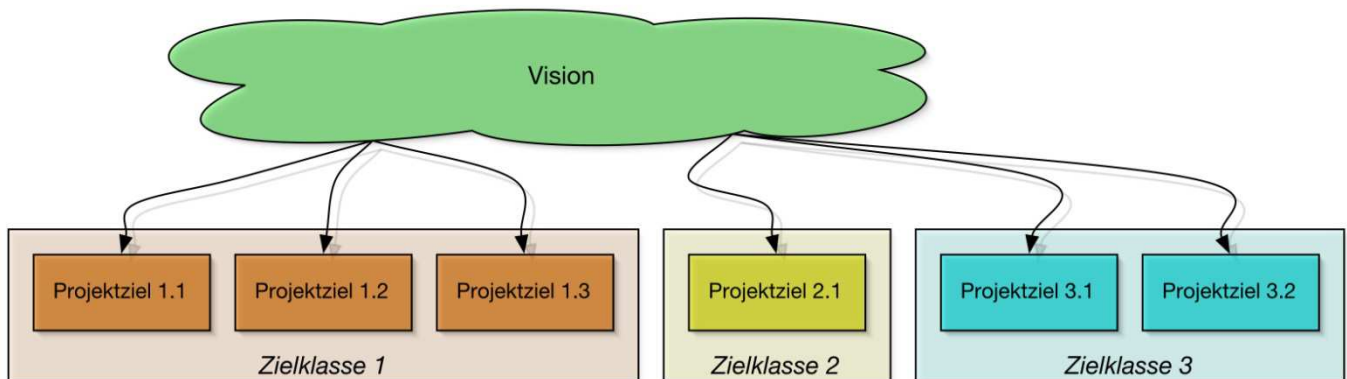 Vision
Projektziel 1.1
Projektziel 1.2
Projektziel 1.3
Zielklasse 1
Projektziel 2.1
Zielklasse 2
Projektziel 3.1
Projektziel 3.2
Zielklasse 3